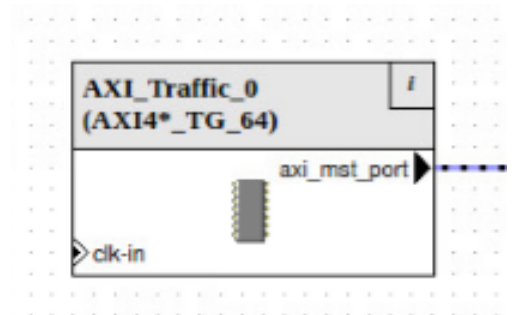 AXI_Traffic_0
(AXI4*_TG_64)
i
axi_mst_port
clk-in